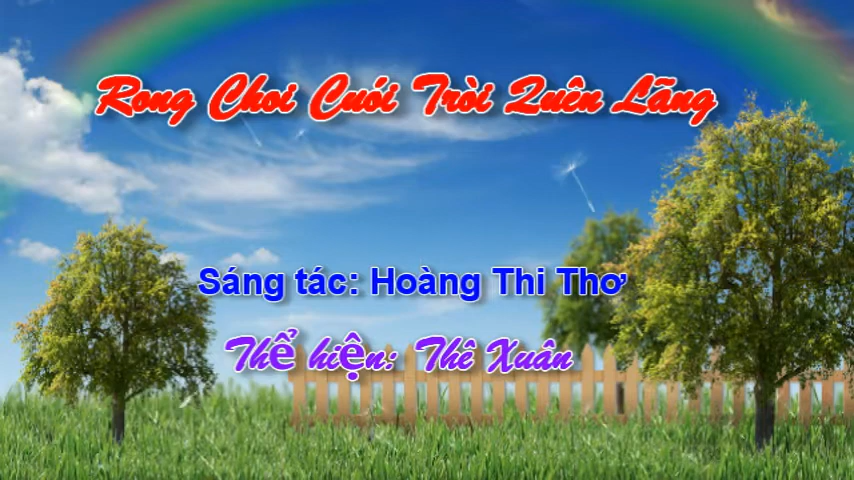 Rong Chơi Cuối Trời Quên Lãng
Sáng tác: Hoàng Thi Thơ
Thể hiện: Thê Xuân